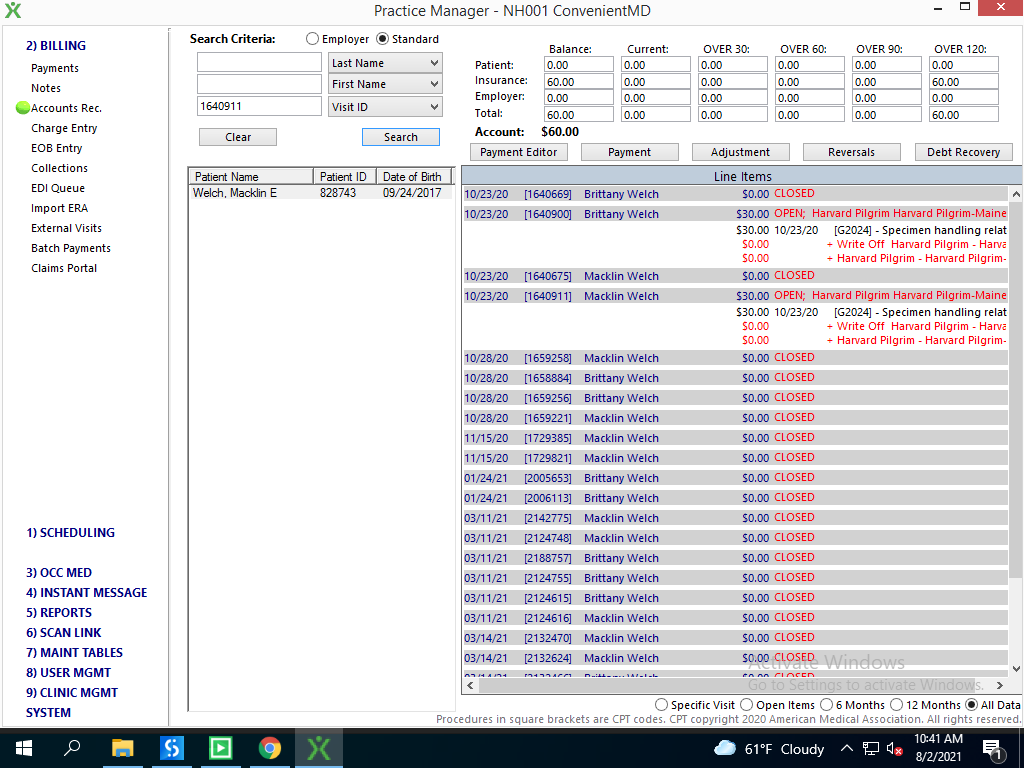 Practice Manager - NH001 ConvenientMD
2) BILLING
Payments
Notes
Accounts Rec.
Charge Entry
EOB Entry
Collections
EDI Queue
Import ERA
External Visits
Batch Payments
Claims Portal
1) SCHEDULING
3) OCC MED
4) INSTANT MESSAGE
5) REPORTS
6) SCAN LINK
7) MAINT TABLES
8) USER MGMT
9) CLINIC MGMT
SYSTEM
Search Criteria: Employer Standard
Last Name
First Name
1640911 Visit ID
Clear Search
Patient Name Patient ID Date of Birth
Welch, Macklin E 828743 09/24/2017
Balance: Current: OVER 30: OVER 60: OVER 90: OVER 120:
Patient: 0.00 0.00 0.00 0.00 0.00 0.00
Insurance: 60.00 0.00 0.00 0.00 0.00 60.00
Employer: 0.00 0.00 0.00 0.00 0.00 0.00
Total: 60.00 0.00 0.00 0.00 0.00 60.00
Account: $60.00
Payment Editor Payment Adjustment Reversals Debt Recovery
Line Items
10/23/20 [1640669] Brittany Welch $0.00 CLOSED
10/23/20 [1640900] Brittany Welch $30.00 OPEN; Harvard Pilgrim Harvard Pilgrim-Maine
$30.00 10/23/20 [G2024] - Specimen handling relat
$0.00 + Write Off Harvard Pilgrim - Harva
$0.00 + Harvard Pilgrim - Harvard Pilgrim-
10/23/20 [1640675] Macklin Welch $0.00 CLOSED
10/23/20 [1640911] Macklin Welch $30.00 OPEN; Harvard Pilgrim Harvard Pilgrim-Maine
$30.00 10/23/20 [G2024] - Specimen handling relat
$0.00 + Write Off Harvard Pilgrim - Harva
$0.00 + Harvard Pilgrim - Harvard Pilgrim-
10/28/20 [1659258] Macklin Welch $0.00 CLOSED
10/28/20 [1658884] Brittany Welch $0.00 CLOSED
10/28/20 [1659256] Brittany Welch $0.00 CLOSED
10/28/20 [1659221] Macklin Welch $0.00 CLOSED
11/15/20 [1729385] Macklin Welch $0.00 CLOSED
11/15/20 [1729821] Macklin Welch $0.00 CLOSED
01/24/21 [2005653] Brittany Welch $0.00 CLOSED
01/24/21 [2006113] Brittany Welch $0.00 CLOSED
03/11/21 [2142775] Macklin Welch $0.00 CLOSED
03/11/21 [2124748] Macklin Welch $0.00 CLOSED
03/11/21 [2188757] Brittany Welch $0.00 CLOSED
03/11/21 [2124755] Brittany Welch $0.00 CLOSED
03/11/21 [2124615] Brittany Welch $0.00 CLOSED
03/11/21 [2124616] Macklin Welch $0.00 CLOSED
03/14/21 [2132470] Macklin Welch $0.00 CLOSED
03/14/21 [2132624] Macklin Welch $0.00 CLOSED
Activate Windows
Go to Settings to activate Windows.
Specific Visit Open Items 6 Months 12 Months All Data
Procedures in square brackets are CPT codes. CPT copyright 2020 American Medical Association. All rights reserved.
61°F Cloudy
10:41 AM
8/2/2021
1